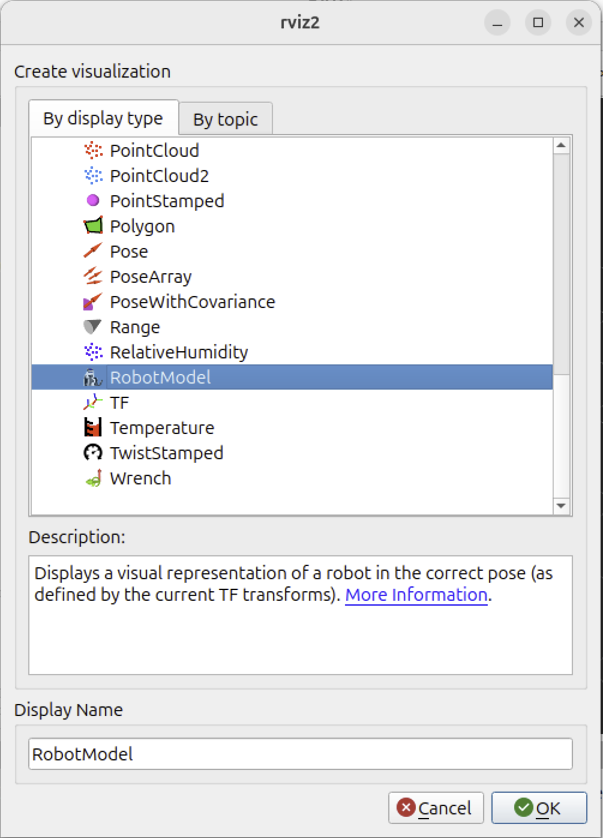 rviz2
Create visualization
By display type
By topic
PointCloud
PointCloud2
PointStamped
Polygon
Pose
PoseArray
PoseWithCovariance
Range
RelativeHumidity
RobotModel
TF
Temperature
TwistStamped
Wrench
Description:
Displays a visual representation of a robot in the correct pose (as
defined by the current TF transforms). More Information.
Display Name
RobotModel
Cancel
OK